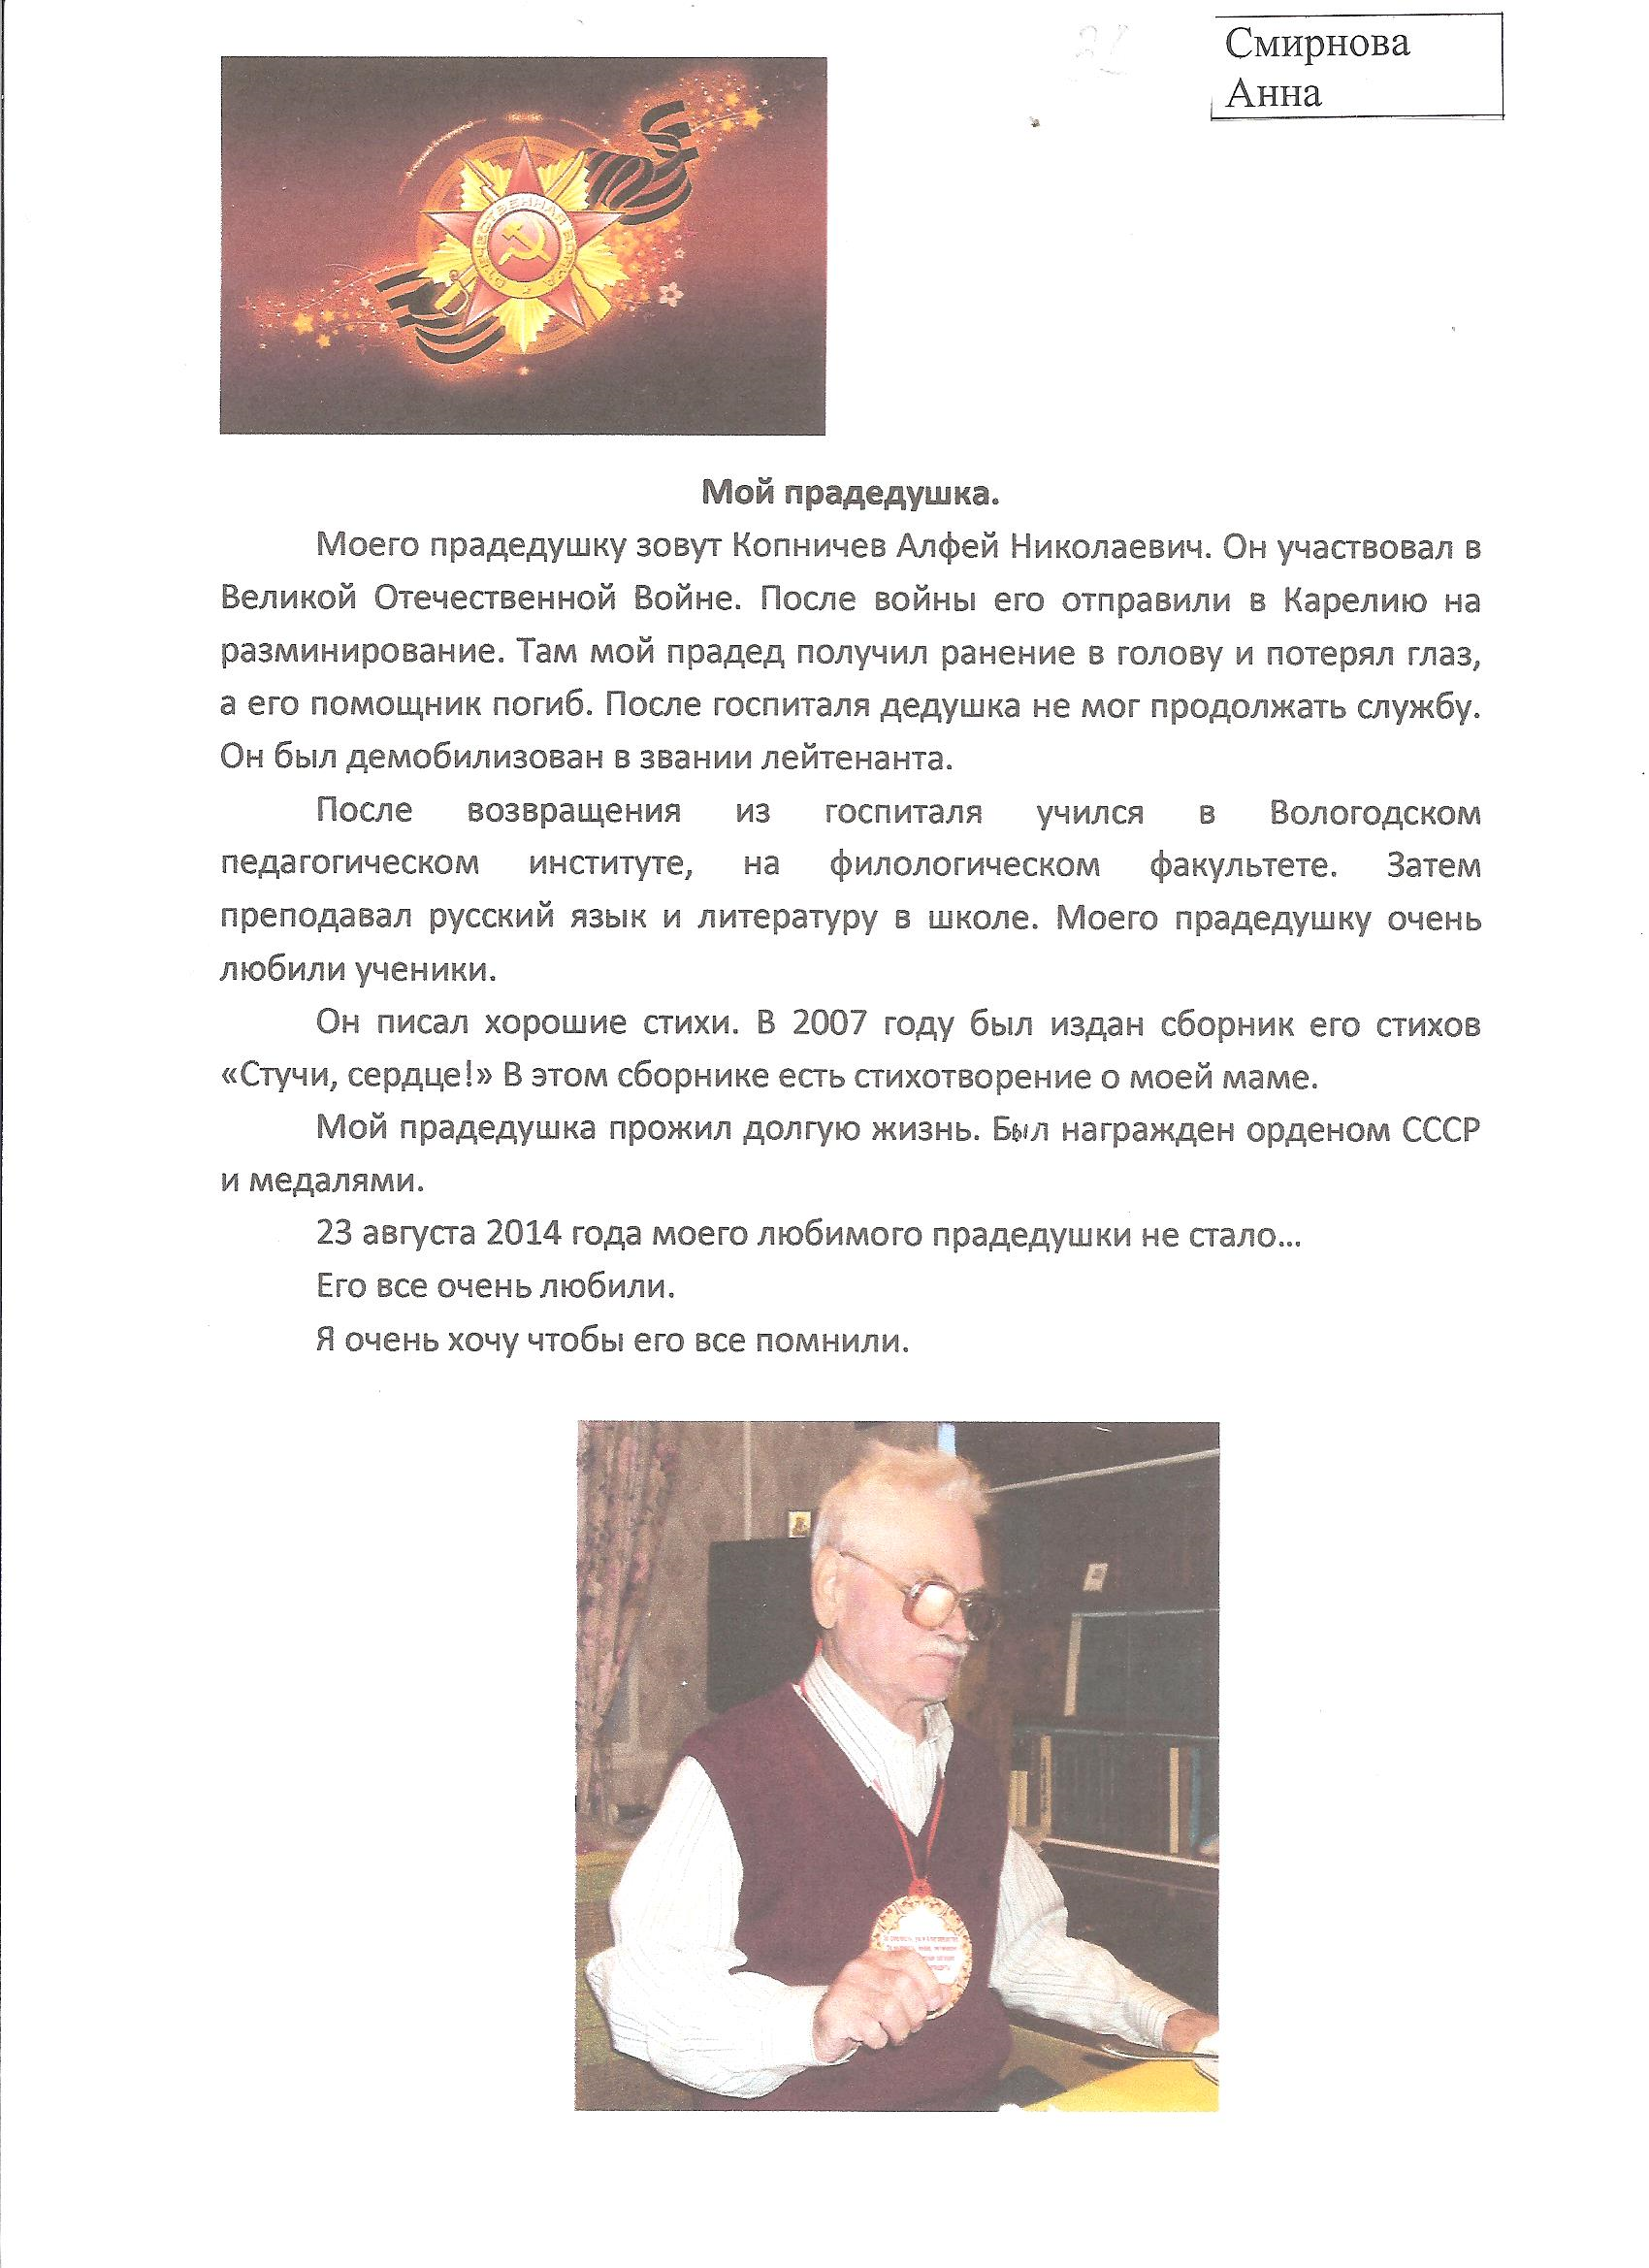 Смирнова
Анна
ОТЕЧЕСТВЕННАЯ ВОЙНА
Мой прадедушка.
Моего прадедушку зовут Копничев Алфей Николаевич. Он участвовал в
Великой Отечественной Войне. После войны его отправили в Карелию на
разминирование. Там мой прадед получил ранение в голову и потерял глаз,
а его помощник погиб. После госпиталя дедушка не мог продолжать службу.
Он был демобилизован в звании лейтенанта.
После возвращения из госпиталя учился в Вологодском
педагогическом институте, на филологическом факультете. Затем
преподавал русский язык и литературу в школе. Моего прадедушку очень
любили ученики.
Он писал хорошие стихи. В 2007 году был издан сборник его стихов
«Стучи, сердце!» В этом сборнике есть стихотворение о моей маме.
Мой прадедушка прожил долгую жизнь. Был награжден орденом СССР
и медалями.
23 августа 2014 года моего любимого прадедушки не стало...
Его все очень любили.
Я очень хочу чтобы его все помнили.